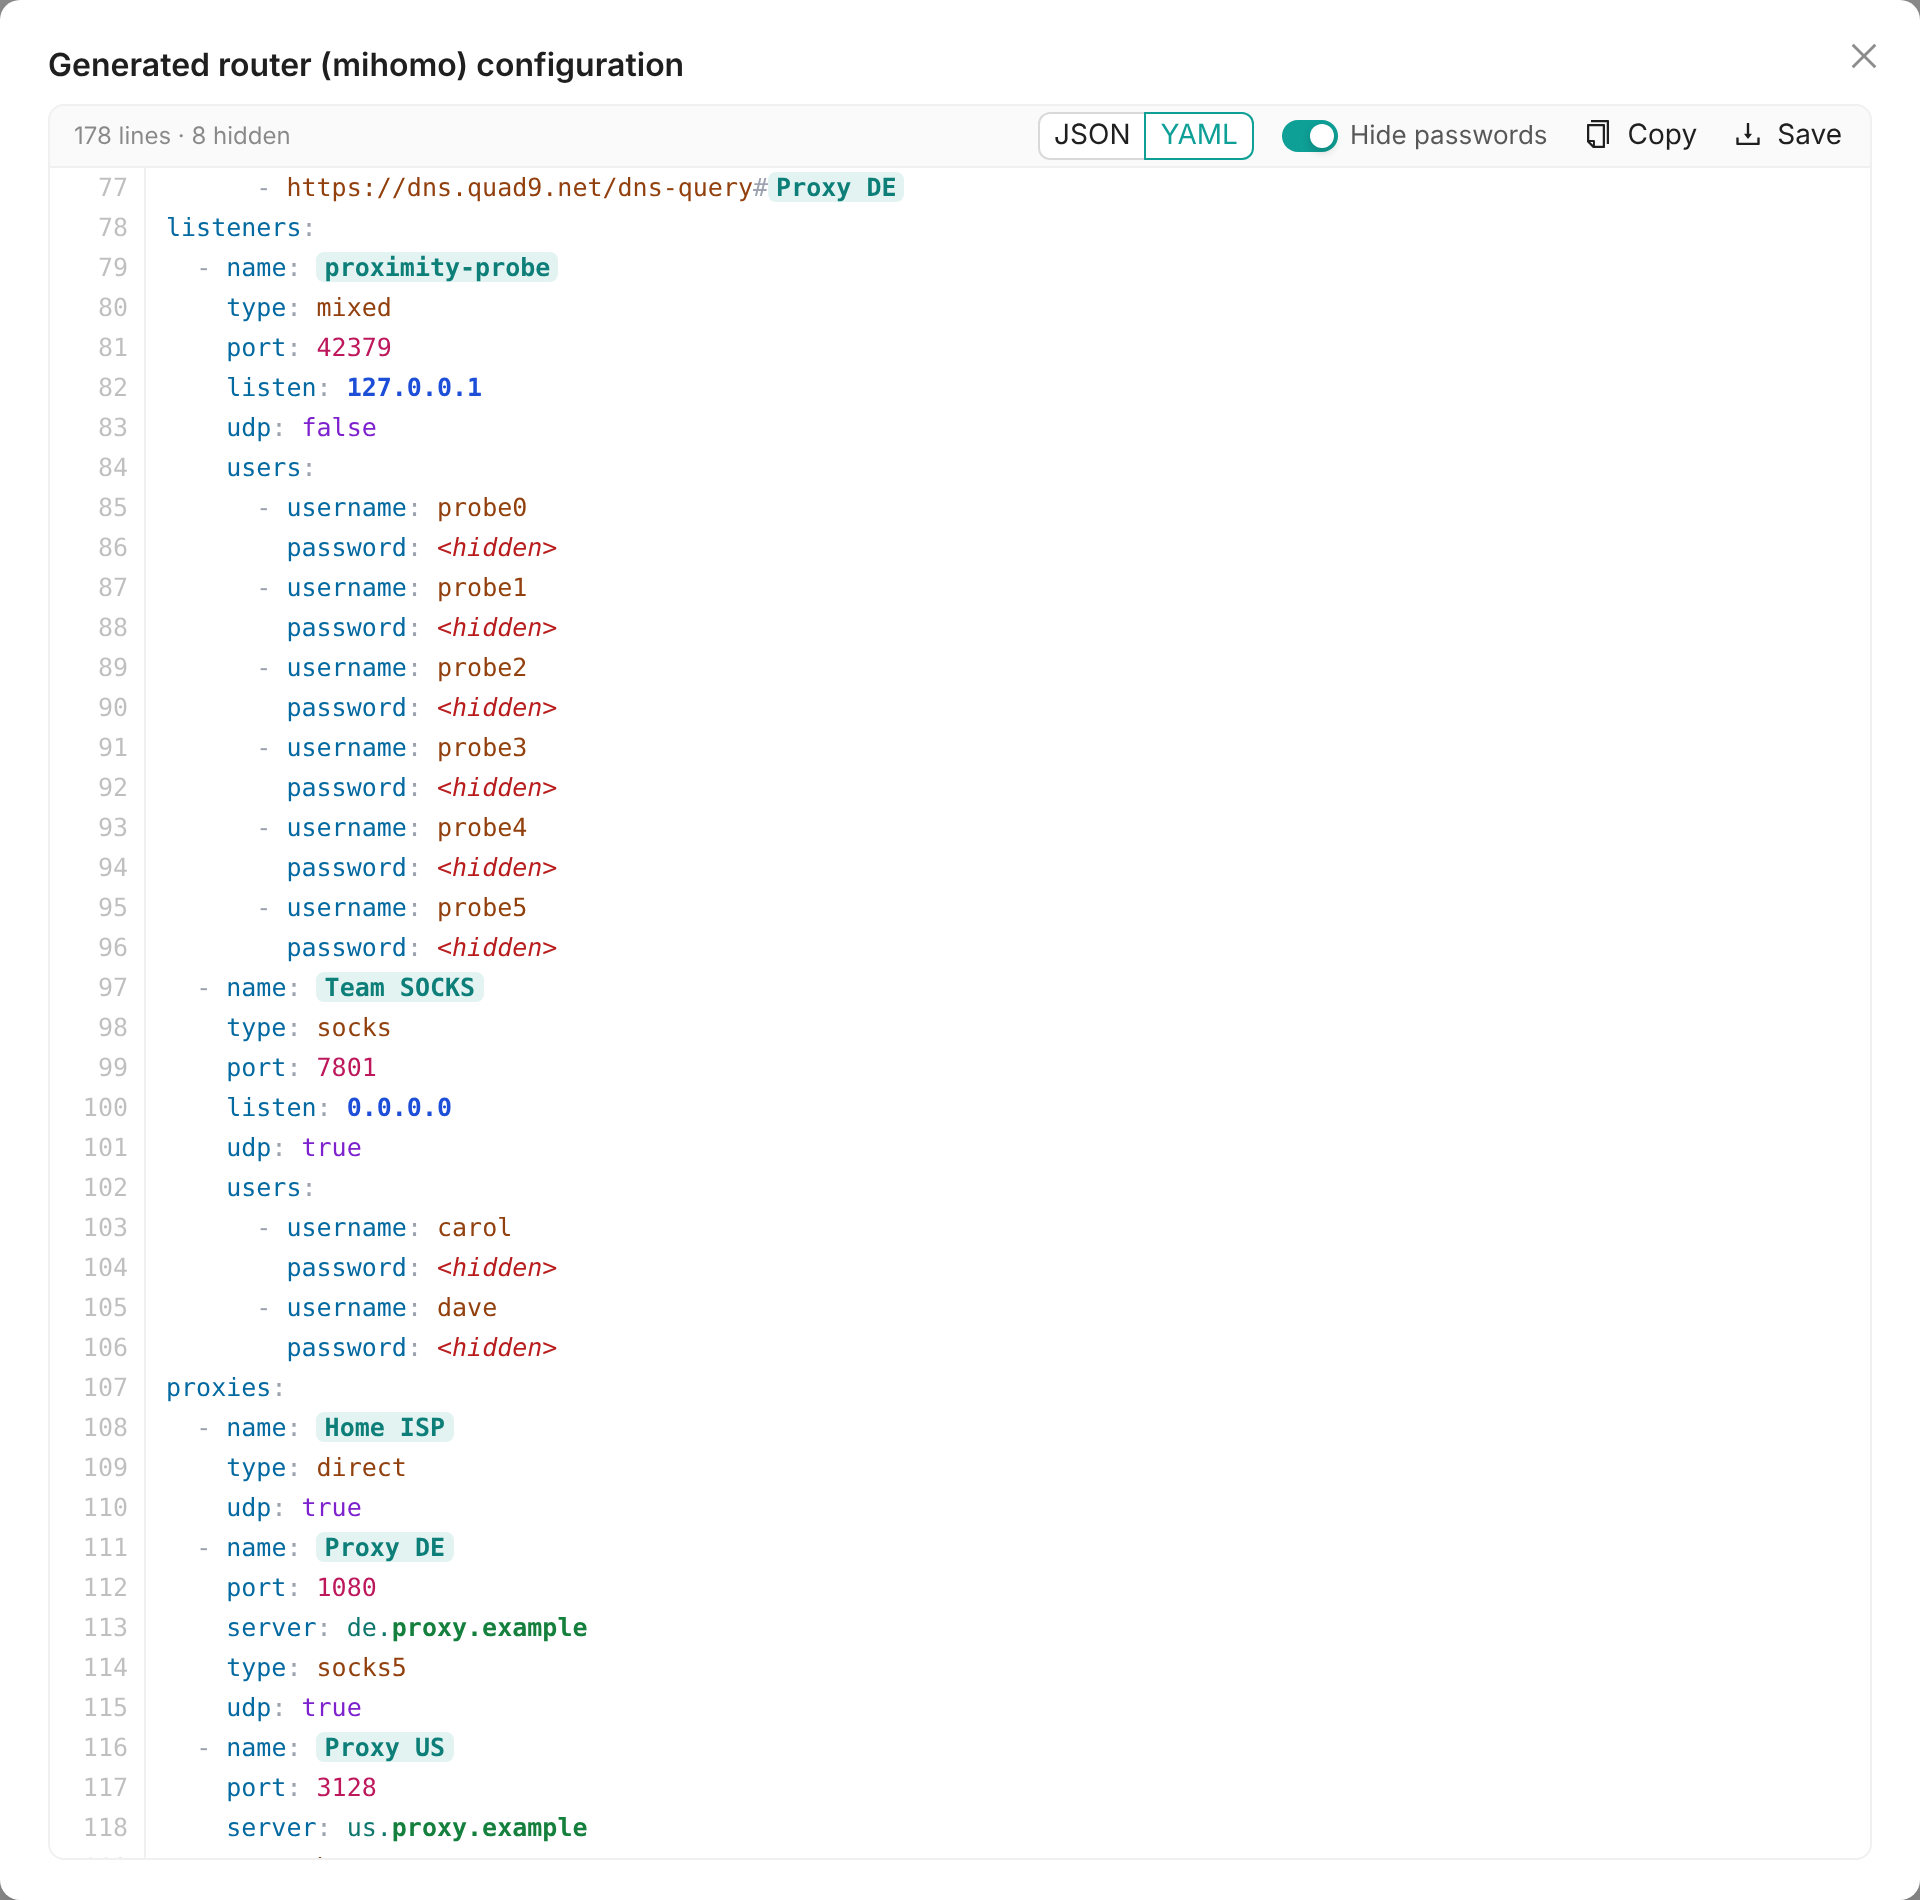 Generated router (mihomo) configuration
178 lines · 8 hidden JSON YAML Hide passwords Copy Save
77 - https://dns.quad9.net/dns-query#Proxy DE
78 listeners:
79 - name: proximity-probe
80 type: mixed
81 port: 42379
82 listen: 127.0.0.1
83 udp: false
84 users:
85 - username: probe0
86 password: <hidden>
87 - username: probe1
88 password: <hidden>
89 - username: probe2
90 password: <hidden>
91 - username: probe3
92 password: <hidden>
93 - username: probe4
94 password: <hidden>
95 - username: probe5
96 password: <hidden>
97 - name: Team SOCKS
98 type: socks
99 port: 7801
100 listen: 0.0.0.0
101 udp: true
102 users:
103 - username: carol
104 password: <hidden>
105 - username: dave
106 password: <hidden>
107 proxies:
108 - name: Home ISP
109 type: direct
110 udp: true
111 - name: Proxy DE
112 port: 1080
113 server: de.proxy.example
114 type: socks5
115 udp: true
116 - name: Proxy US
117 port: 3128
118 server: us.proxy.example